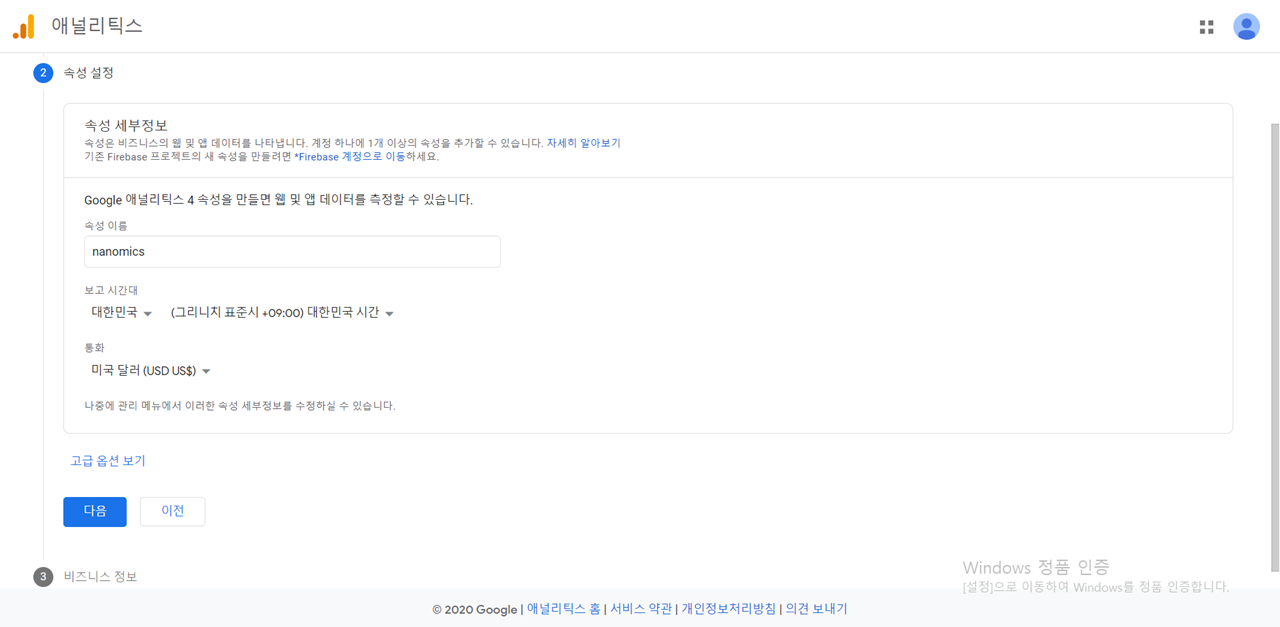 애널리틱스
2 속성 설정
속성 세부정보
속성은 비즈니스의 웹 및 앱 데이터를 나타냅니다. 계정 하나에 1개 이상의 속성을 추가할 수 있습니다. 자세히 알아보기
기존 Firebase 프로젝트의 새 속성을 만들려면 *Firebase 계정으로 이동하세요.
Google 애널리틱스 4 속성을 만들면 웹 및 앱 데이터를 측정할 수 있습니다.
속성 이름
nanomics
보고 시간대
대한민국 (그리니치 표준시 +09:00) 대한민국 시간
통화
미국 달러 (USD US$)
나중에 관리 메뉴에서 이러한 속성 세부정보를 수정하실 수 있습니다.
고급 옵션 보기
다음 이전
3 비즈니스 정보
Windows 정품 인증
[설정]으로 이동하여 Windows를 정품 인증합니다.
© 2020 Google | 애널리틱스 홈 | 서비스 약관 | 개인정보처리방침 | 의견 보내기